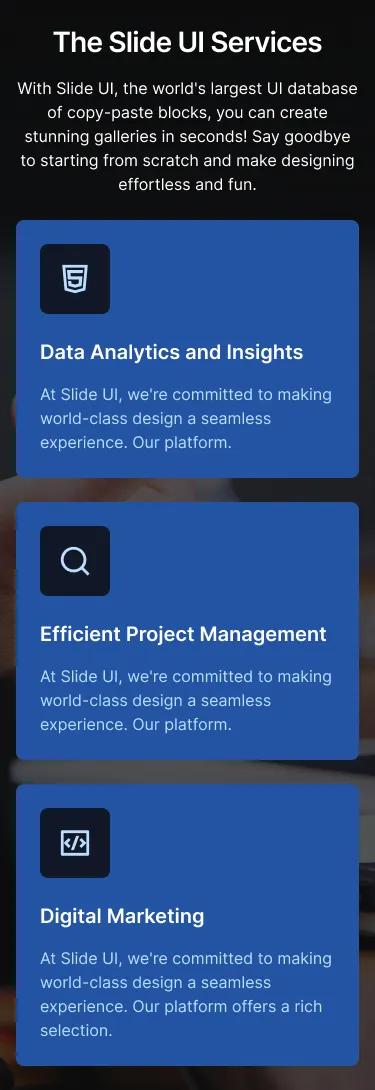 The Slide UI Services
With Slide UI, the world's largest UI database
of copy-paste blocks, you can create
stunning galleries in seconds! Say goodbye
to starting from scratch and make designing
effortless and fun.
Data Analytics and Insights
At Slide UI, we're committed to making
world-class design a seamless
experience. Our platform.
Efficient Project Management
At Slide UI, we're committed to making
world-class design a seamless
experience. Our platform.
Digital Marketing
At Slide UI, we're committed to making
world-class design a seamless
experience. Our platform offers a rich
selection.